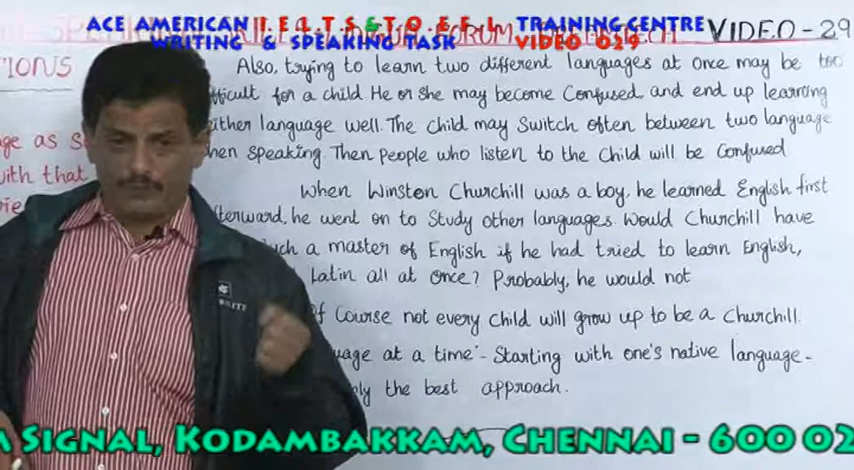 ACE AMERICAN I. E L T S & T O E F L TRAINING CENTRE
WRITING & SPEAKING TASK VIDEO 029
FORUM
VIDEO - 29
TIONS
Also, trying to learn two different languages at once may be too
fficult for a child He or she may become Confused and end up learning
either language well. The child may switch often between two language
hen speaking. Then people who listen to the child will be Confused
ge as
with that
When Winston Churchill was a boy, he learned English first
fterward, he went on to Study other languages. Would Churchill have
uch a master of English if he had tried to learn English,
Latin all at once? Probably, he would not
Of Course not every child will grow up to be a Churchill.
uage at a time - Starting with one's native language -
bly the best approach.
SIGNAL, KODAMBAKKAM, CHENNAI - 600 02